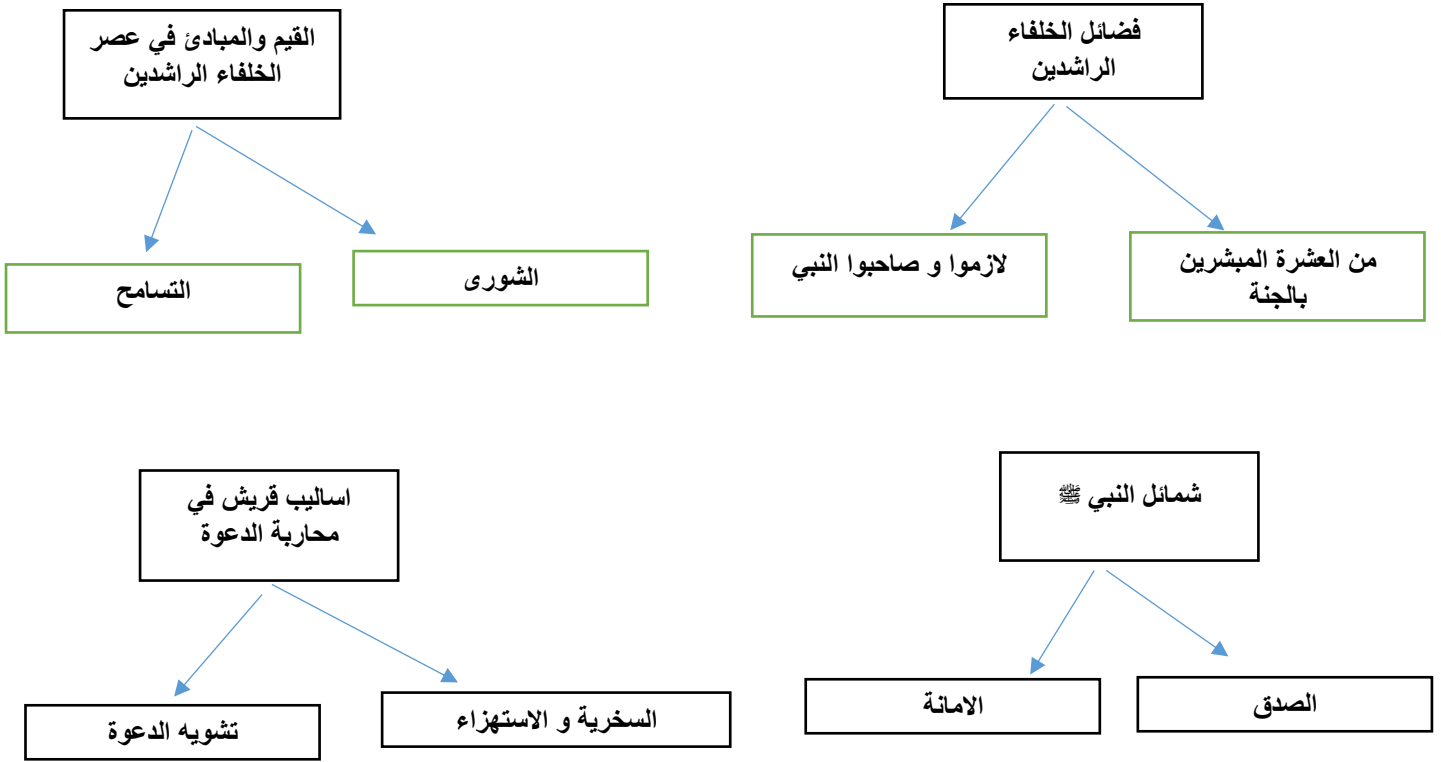 فضائل الخلفاء
الراشدين
من العشرة المبشرين
بالجنة
لازموا و صاحبوا النبي
القيم والمبادئ في عصر
الخلفاء الراشدين
الشورى
التسامح
شمائل النبي ﷺ
الصدق
الامانة
اساليب قريش في
محاربة الدعوة
السخرية و الاستهزاء
تشويه الدعوة